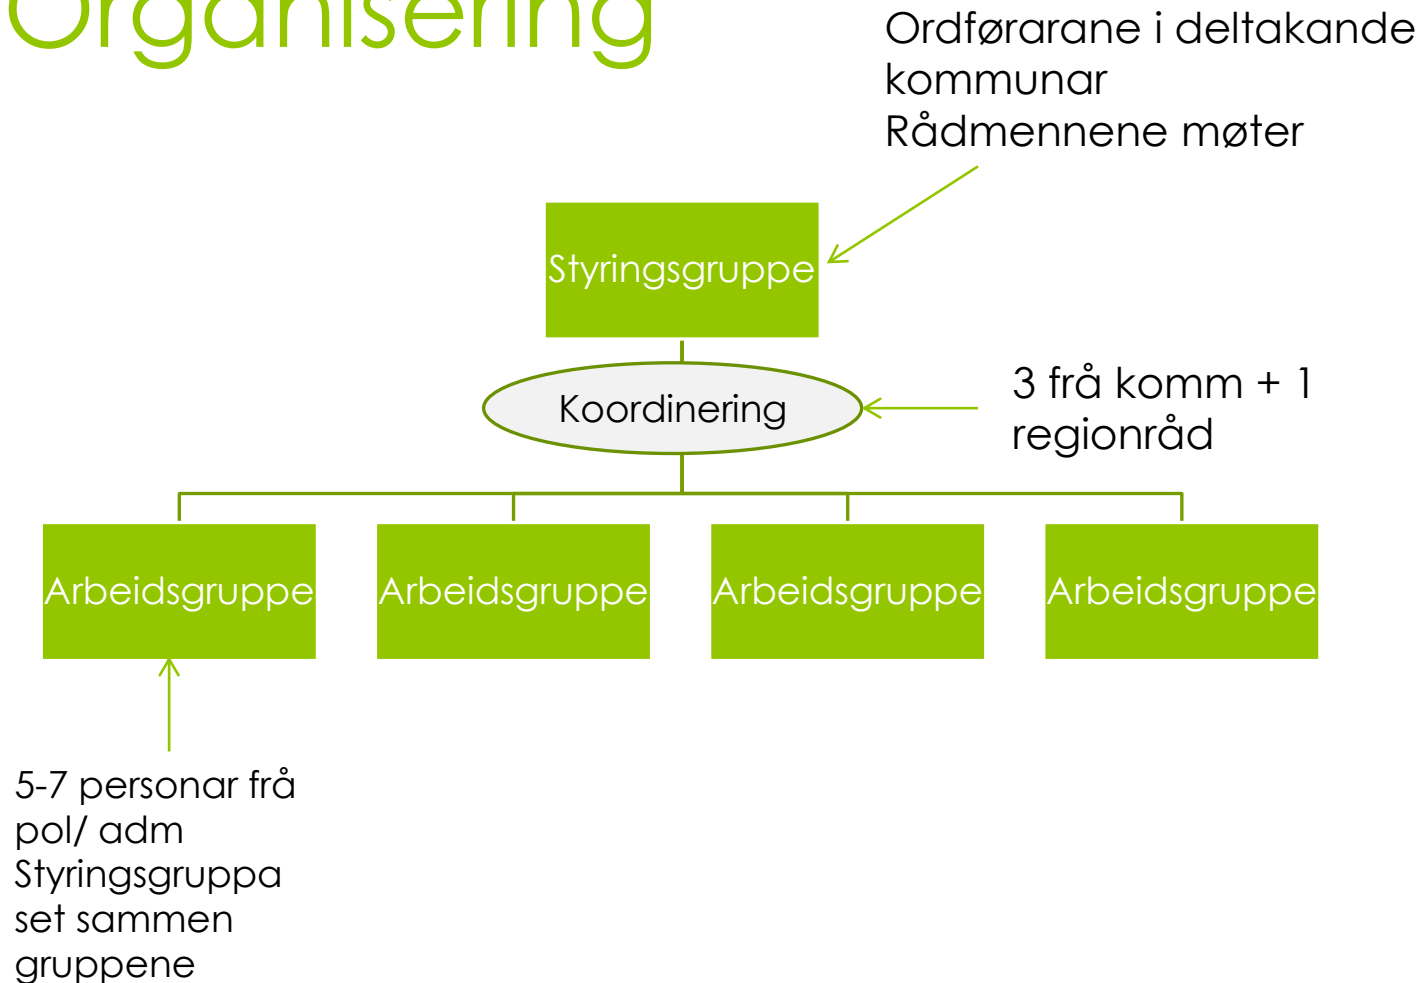 Organisering
Ordførarane i deltakande
kommunar
Rådmennene møter
Styringsgruppe
Koordinering
3 frå komm + 1
regionråd
Arbeidsgruppe
Arbeidsgruppe
Arbeidsgruppe
Arbeidsgruppe
5-7 personar frå
pol/ adm
Styringsgruppa
set sammen
gruppene